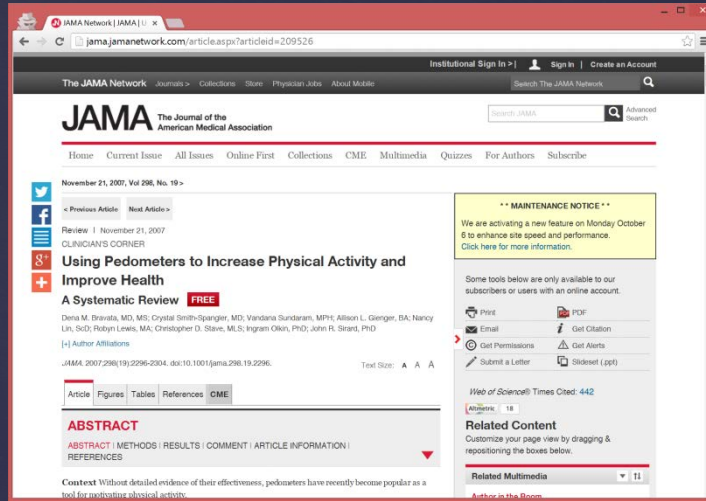 JAMA Network | JAMA | U
jama.jamanetwork.com/article.aspx?articleid=209526
Institutional Sign In > | Sign In | Create an Account
The JAMA Network Journals > Collections Store Physician Jobs About Mobile Search The JAMA Network
JAMA The Journal of the
American Medical Association
Search JAMA
Advanced
Search
Home Current Issue All Issues Online First Collections CME Multimedia Quizzes For Authors Subscribe
November 21, 2007, Vol 298, No. 19 >
< Previous Article Next Article >
Review | November 21, 2007
CLINICIAN'S CORNER
Using Pedometers to Increase Physical Activity and
Improve Health
A Systematic Review FREE
Dena M. Bravata, MD, MS; Crystal Smith-Spangler, MD; Vandana Sundaram, MPH; Allison L. Gienger, BA; Nancy
Lin, ScD; Robyn Lewis, MA; Christopher D. Stave, MLS; Ingram Olkin, PhD; John R. Sirard, PhD
[+] Author Affiliations
JAMA. 2007;298(19):2296-2304. doi:10.1001/jama.298.19.2296.
Text Size: A A A
Article Figures Tables References CME
ABSTRACT
ABSTRACT | METHODS | RESULTS | COMMENT | ARTICLE INFORMATION |
REFERENCES
Context Without detailed evidence of their effectiveness, pedometers have recently become popular as a
tool for motivating physical activity.
* * MAINTENANCE NOTICE * *
We are activating a new feature on Monday October
6 to enhance site speed and performance.
Click here for more information.
Some tools below are only available to our
subscribers or users with an online account.
Print PDF
Email Get Citation
Get Permissions Get Alerts
Submit a Letter Slideset (.ppt)
Web of Science® Times Cited: 442
Altmetric 18
Related Content
Customize your page view by dragging &
repositioning the boxes below.
Related Multimedia
Author in the Room